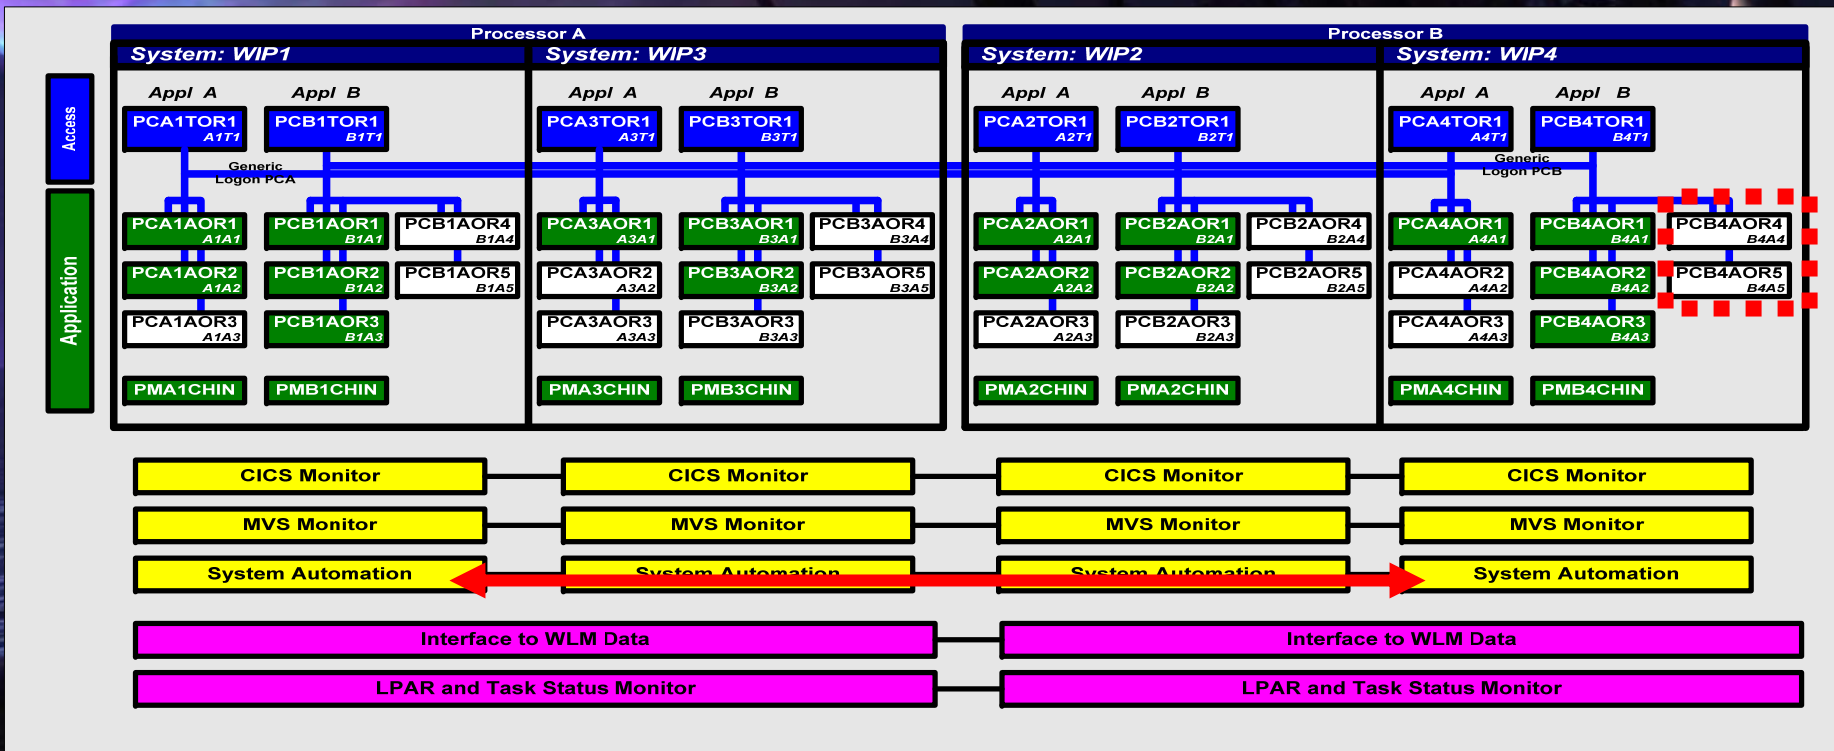 Processor A
Processor B
System: WIP1
System: WIP3
System: WIP2
System: WIP4
Access
Appl A
Appl B
Appl A
Appl B
Appl A
Appl B
Appl A
Appl B
PCA1TOR1
A1T1
PCB1TOR1
B1T1
PCA3TOR1
A3T1
PCB3TOR1
B3T1
PCA2TOR1
A2T1
PCB2TOR1
B2T1
PCA4TOR1
A4T1
PCB4TOR1
B4T1
Generic
Logon PCA
Generic
Logon PCB
Application
PCA1AOR1
A1A1
PCB1AOR1
B1A1
PCB1AOR4
B1A4
PCA3AOR1
A3A1
PCB3AOR1
B3A1
PCB3AOR4
B3A4
PCA2AOR1
A2A1
PCB2AOR1
B2A1
PCB2AOR4
B2A4
PCA4AOR1
A4A1
PCB4AOR1
B4A1
PCB4AOR4
B4A4
PCA1AOR2
A1A2
PCB1AOR2
B1A2
PCB1AOR5
B1A5
PCA3AOR2
A3A2
PCB3AOR2
B3A2
PCB3AOR5
B3A5
PCA2AOR2
A2A2
PCB2AOR2
B2A2
PCB2AOR5
B2A5
PCA4AOR2
A4A2
PCB4AOR2
B4A2
PCB4AOR5
B4A5
PCA1AOR3
A1A3
PCB1AOR3
B1A3
PCA3AOR3
A3A3
PCB3AOR3
B3A3
PCA2AOR3
A2A3
PCB2AOR3
B2A3
PCA4AOR3
A4A3
PCB4AOR3
B4A3
PMA1CHIN
PMB1CHIN
PMA3CHIN
PMB3CHIN
PMA2CHIN
PMA2CHIN
PMA4CHIN
PMB4CHIN
CICS Monitor
CICS Monitor
CICS Monitor
CICS Monitor
MVS Monitor
MVS Monitor
MVS Monitor
MVS Monitor
System Automation
System Automation
System Automation
System Automation
Interface to WLM Data
Interface to WLM Data
LPAR and Task Status Monitor
LPAR and Task Status Monitor